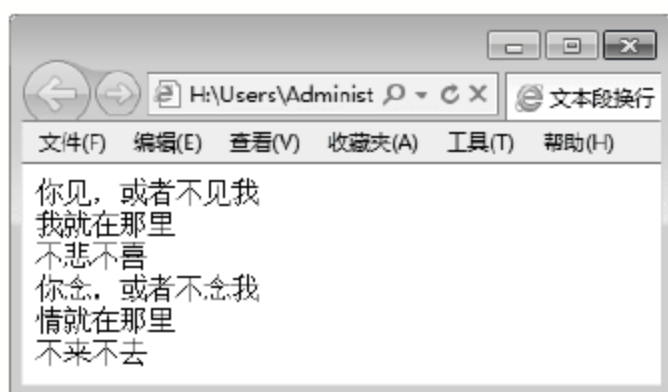 H:\Users\Administ
文本段换行
文件(F) 编辑(E) 查看(V) 收藏夹(A) 工具(T) 帮助(H)
你见，或者不见我
我就在那里
不悲不喜
你念，或者不念我
情就在那里
不来不去